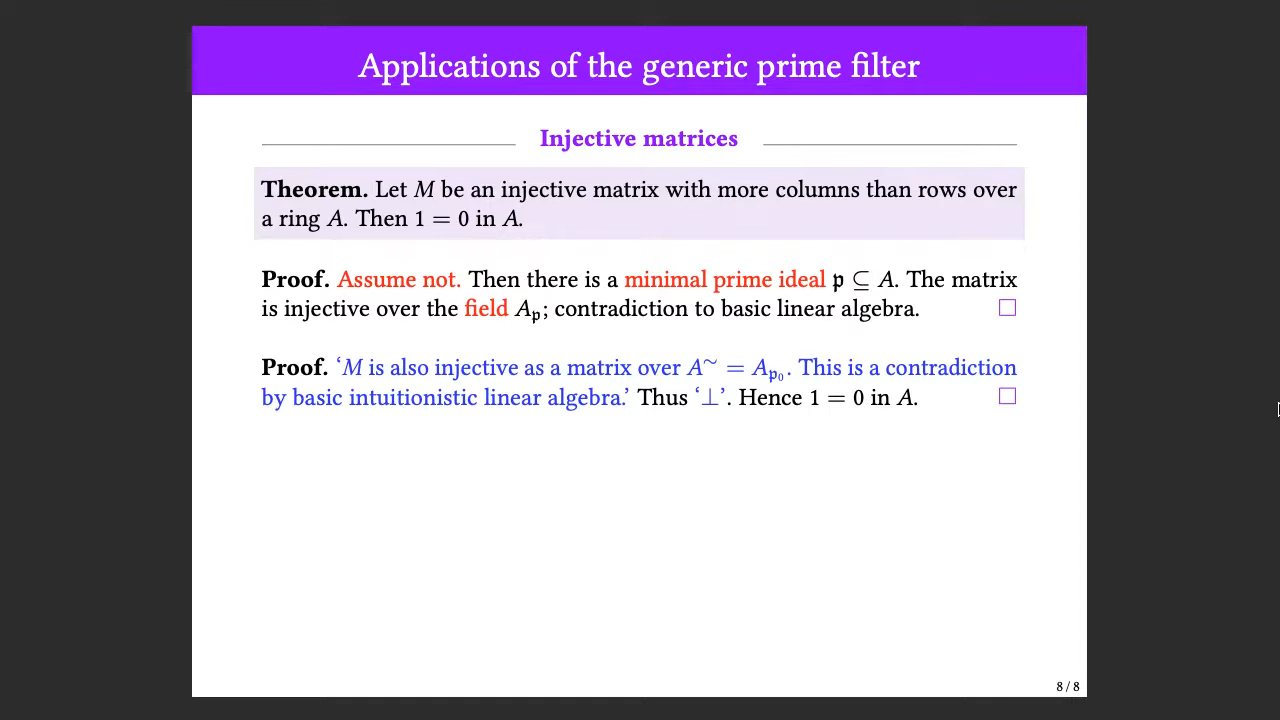 Applications of the generic prime filter
Injective matrices
Theorem. Let M be an injective matrix with more columns than rows over
a ring A. Then 1 = 0 in A.
Proof. Assume not. Then there is a minimal prime ideal 𝔭 ⊆ A. The matrix
is injective over the field A𝔭; contradiction to basic linear algebra. □
Proof. ‘M is also injective as a matrix over A∼ = A𝔭₀. This is a contradiction
by basic intuitionistic linear algebra.’ Thus ‘⊥’. Hence 1 = 0 in A. □
8 / 8